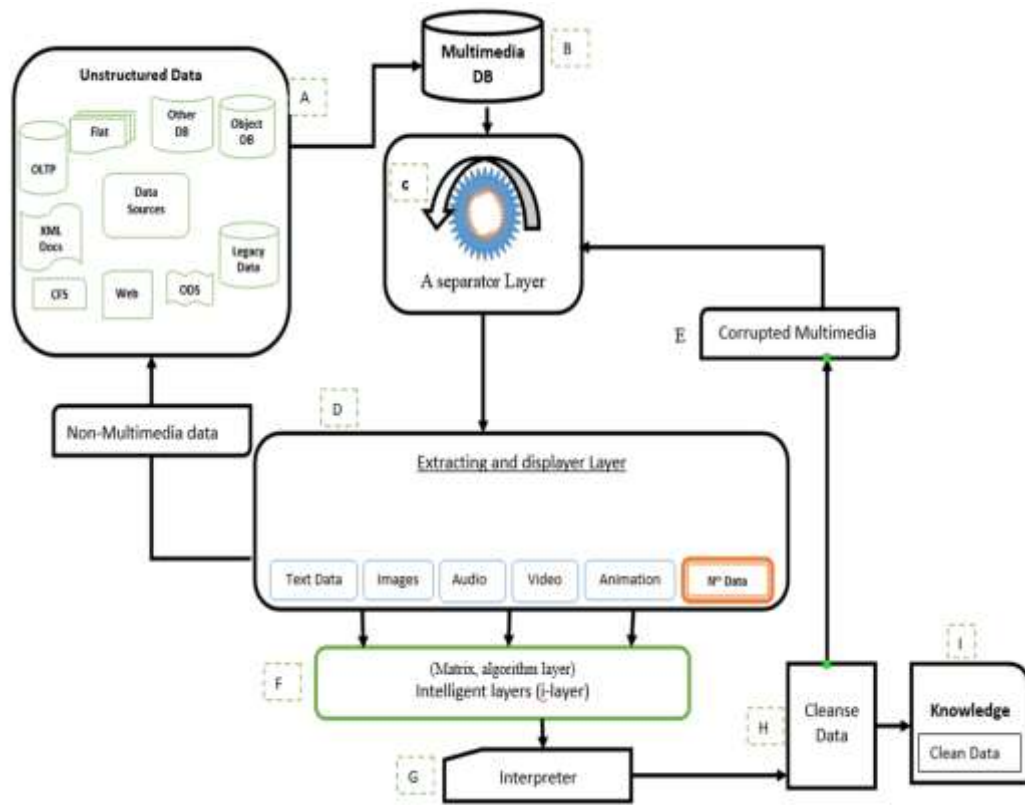 Unstructured Data
A
Flat
Other
DB
Object
DB
OLTP
Data
Sources
XML
Docs
Legacy
Data
CFS
Web
ODS
Multimedia
DB
B
c
A separator Layer
E
Corrupted Multimedia
Non-Multimedia data
D
Extracting and displayer Layer
Text Data
Images
Audio
Video
Animation
Nᵗʰ Data
F
(Matrix, algorithm layer)
Intelligent layers (i-layer)
G
Interpreter
H
Cleanse
Data
I
Knowledge
Clean Data